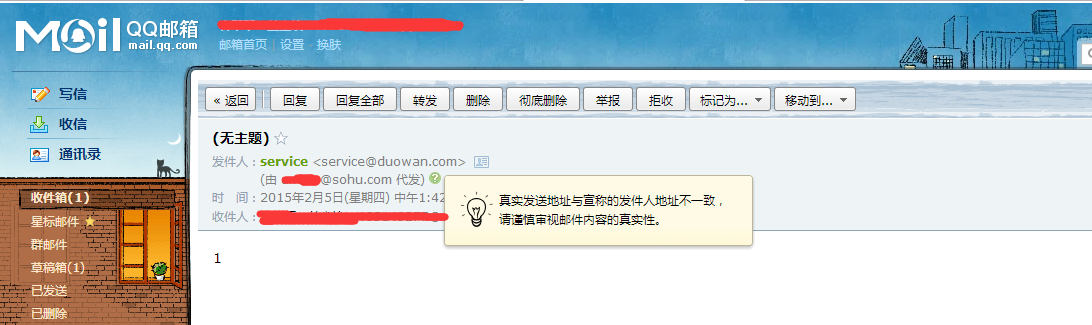 Mail QQ邮箱
mail.qq.com
邮箱首页 | 设置 | 换肤
写信
收信
通讯录
收件箱(1)
星标邮件
群邮件
草稿箱(1)
已发送
已删除
« 返回 回复 回复全部 转发 删除 彻底删除 举报 拒收 标记为... 移动到...
(无主题)
发件人：service <service@duowan.com>
(由 @sohu.com 代发)
时 间：2015年2月5日(星期四) 中午1:42
收件人：
真实发送地址与宣称的发件人地址不一致，
请谨慎审视邮件内容的真实性。
1